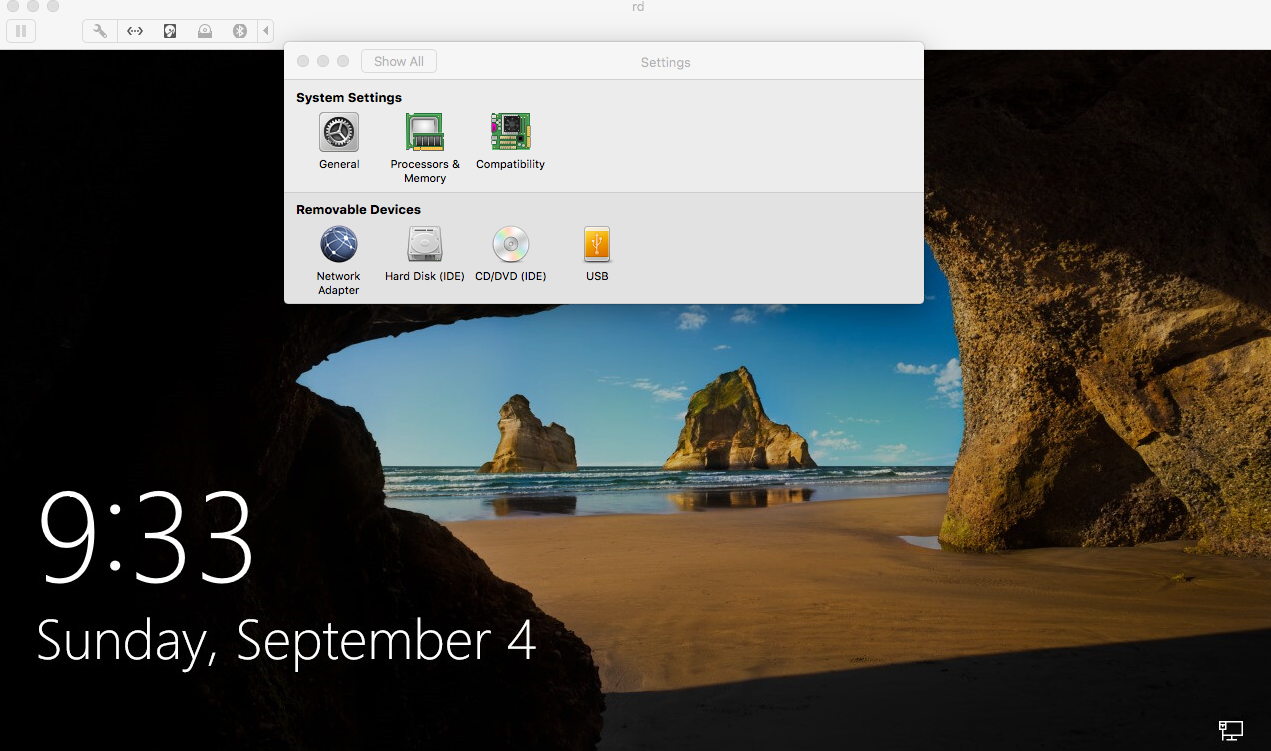 rd
Show All
Settings
System Settings
General
Processors &
Memory
Compatibility
Removable Devices
Network
Adapter
Hard Disk (IDE)
CD/DVD (IDE)
USB
9:33
Sunday, September 4